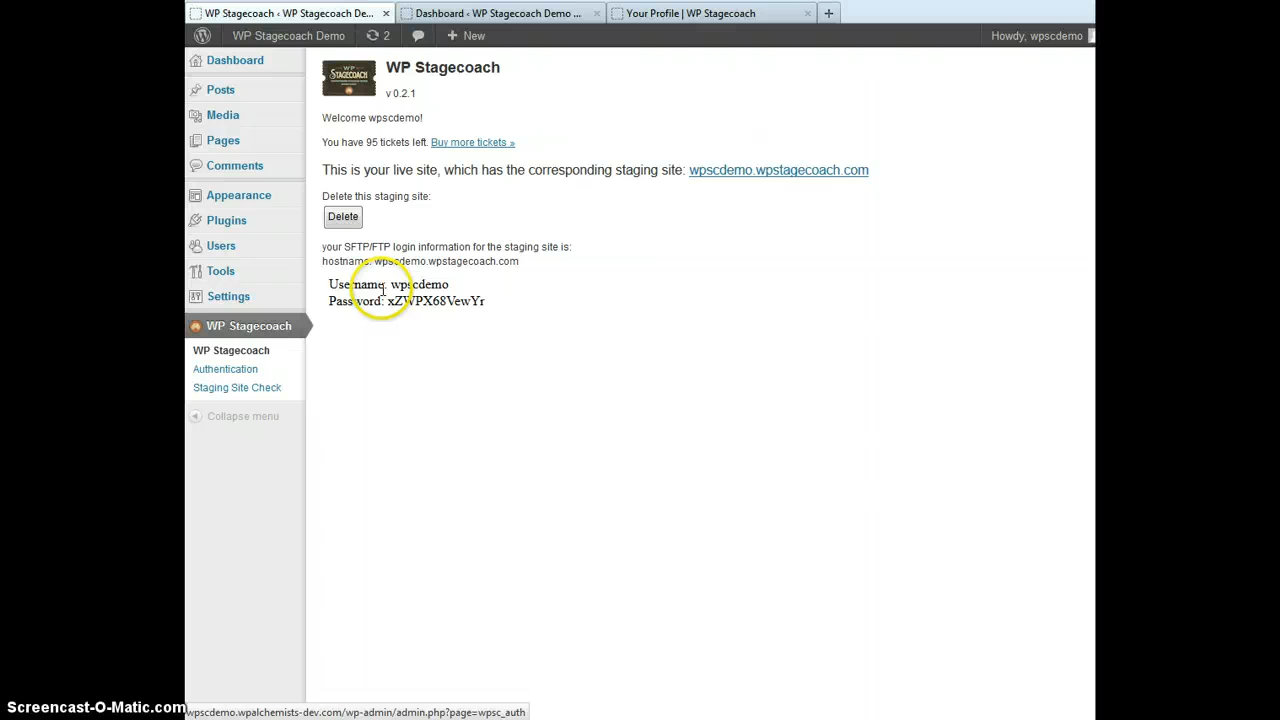 WP Stagecoach ‹ WP Stagecoach De... × Dashboard ‹ WP Stagecoach Demo ... × Your Profile | WP Stagecoach × +
WP Stagecoach Demo 2 + New Howdy, wpscdemo
Dashboard
Posts
Media
Pages
Comments
Appearance
Plugins
Users
Tools
Settings
WP Stagecoach
WP Stagecoach
Authentication
Staging Site Check
Collapse menu
WP
STAGECOACH
WP Stagecoach
v 0.2.1
Welcome wpscdemo!
You have 95 tickets left. Buy more tickets »
This is your live site, which has the corresponding staging site: wpscdemo.wpstagecoach.com
Delete this staging site:
Delete
your SFTP/FTP login information for the staging site is:
hostname: wpscdemo.wpstagecoach.com
Username: wpscdemo
Password: xZWPX68VewYr
Screencast-O-Matic.com
wpscdemo.wpalchemists-dev.com/wp-admin/admin.php?page=wpsc_auth